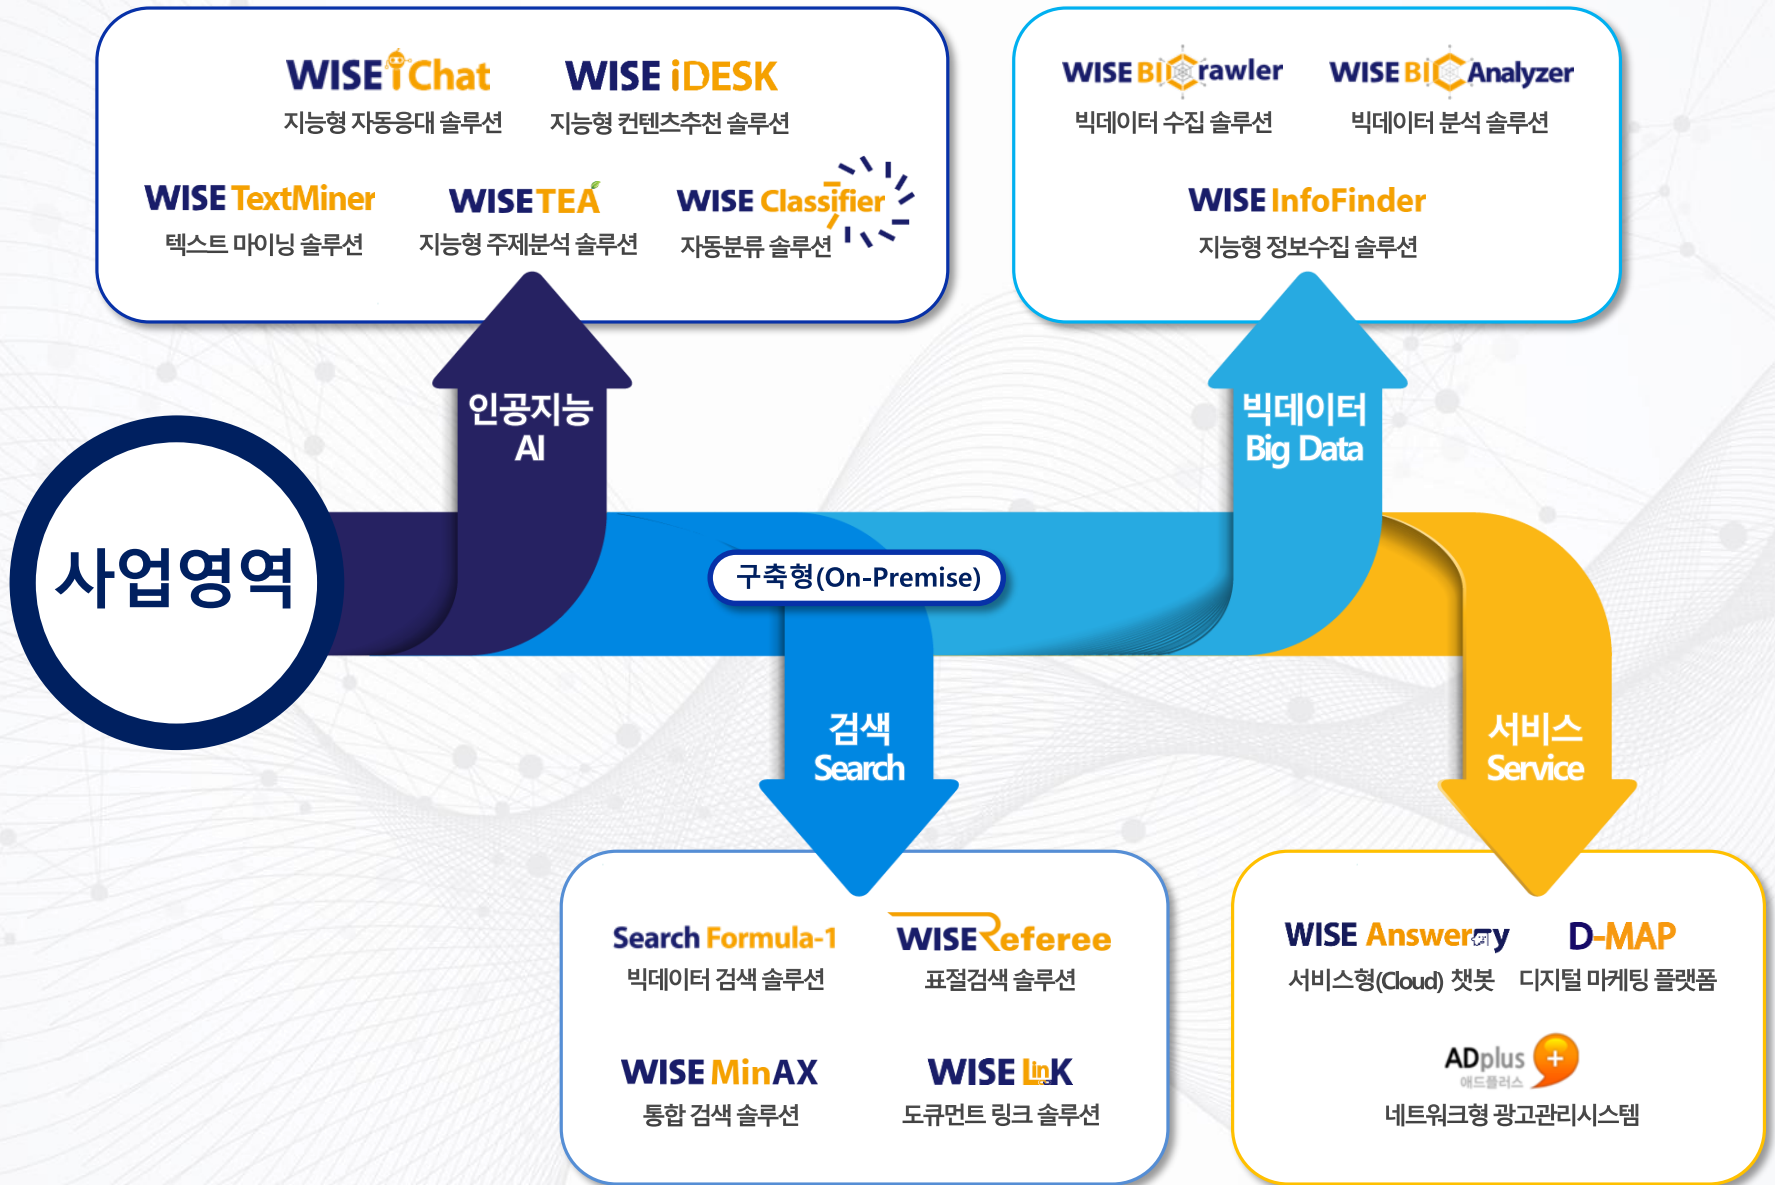 WISE iChat
지능형 자동응대 솔루션
WISE iDESK
지능형 컨텐츠추천 솔루션
WISE TextMiner
텍스트 마이닝 솔루션
WISE TEA
지능형 주제분석 솔루션
WISE Classifier
자동분류 솔루션
WISE BICrawler
빅데이터 수집 솔루션
WISE BICAnalyzer
빅데이터 분석 솔루션
WISE InfoFinder
지능형 정보수집 솔루션
인공지능
AI
빅데이터
Big Data
사업영역
구축형(On-Premise)
검색
Search
서비스
Service
Search Formula-1
빅데이터 검색 솔루션
WISE Referee
표절검색 솔루션
WISE MinAX
통합 검색 솔루션
WISE LinK
도큐먼트 링크 솔루션
WISE Answerny
서비스형(Cloud) 챗봇
D-MAP
디지털 마케팅 플랫폼
ADplus +
애드플러스
네트워크형 광고관리시스템